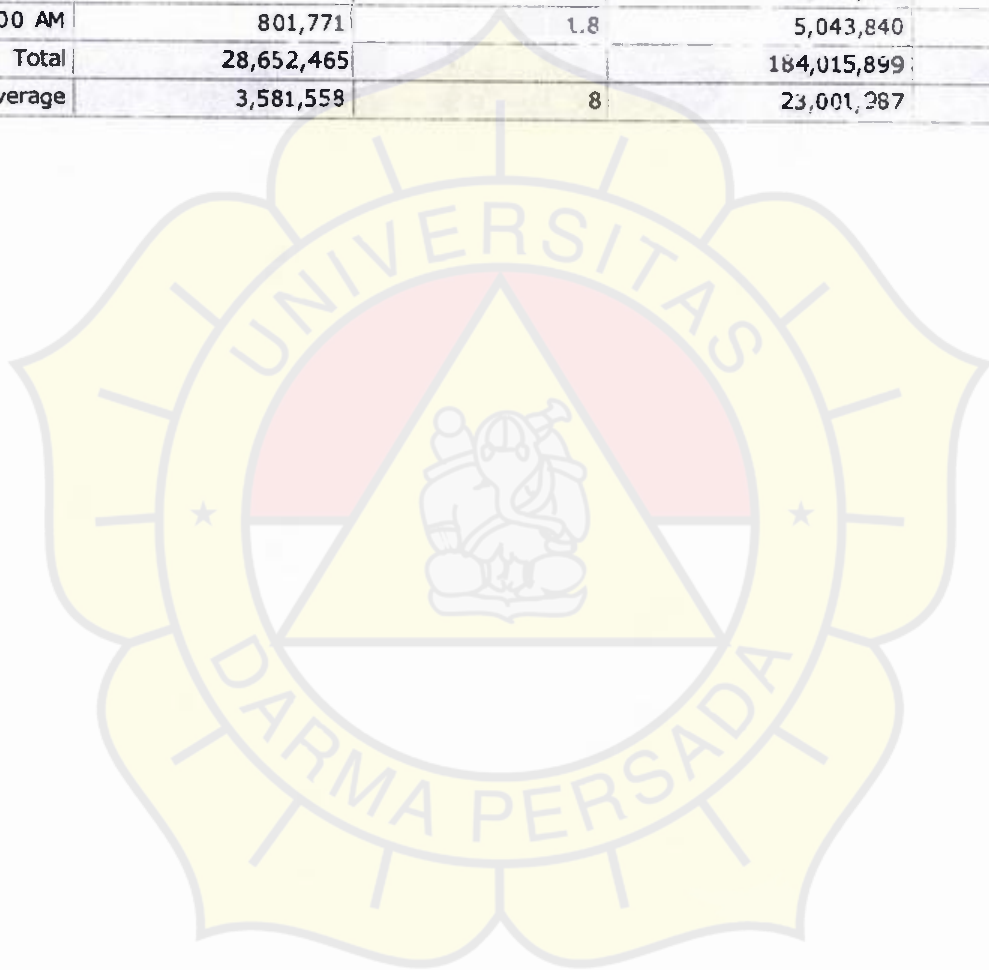 00 AM 801,771 1.8 5,043,840
Total 28,652,465 184,015,899
verage 3,581,558 8 23,001,987
UNIVERSITAS
DARMA PERSADA